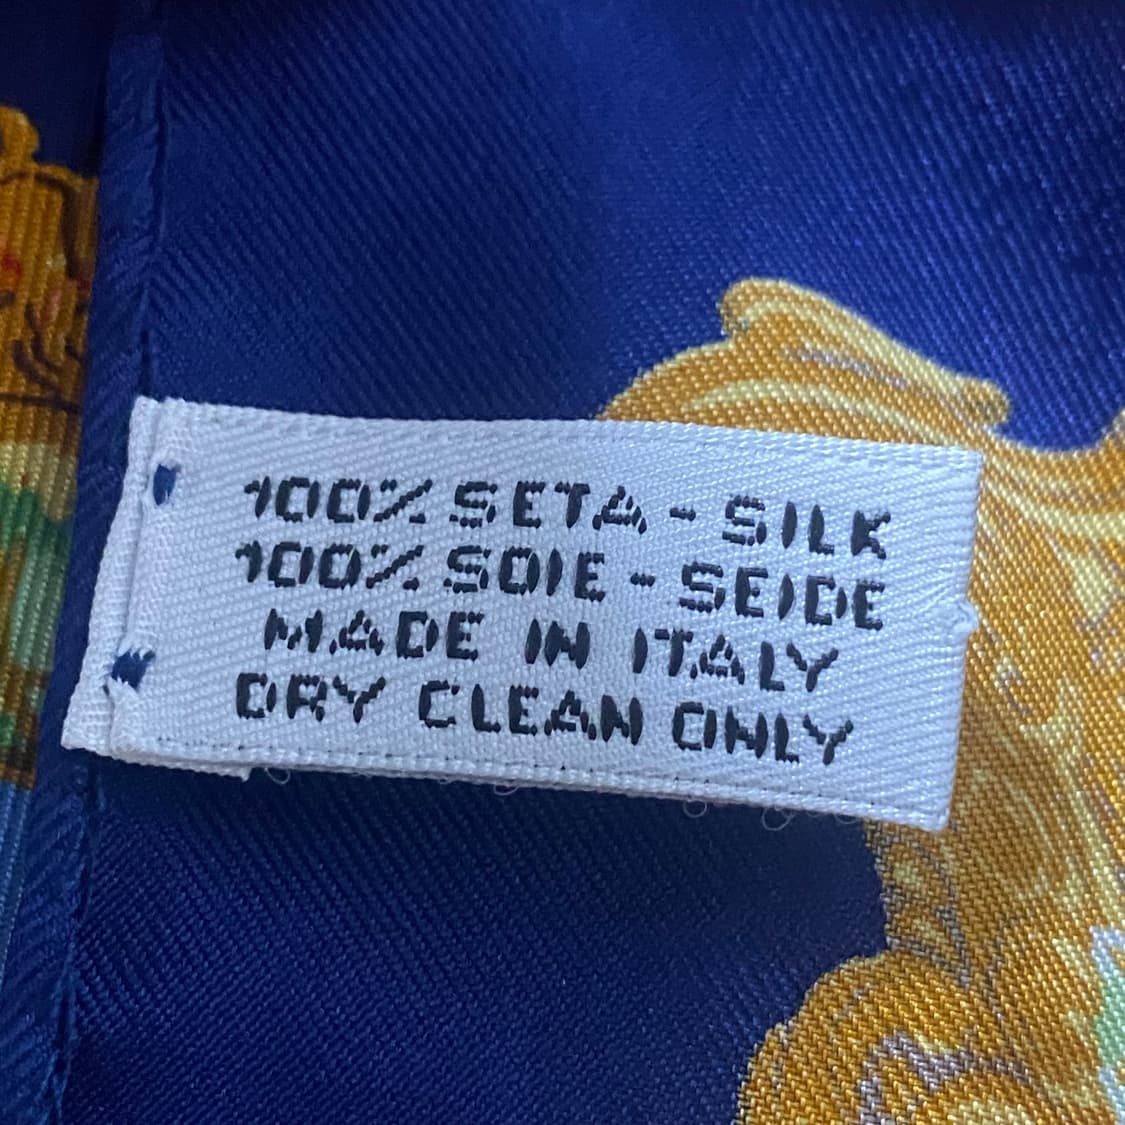 100% SETA - SILK
100% SOIE - SEIDE
MADE IN ITALY
DRY CLEAN ONLY